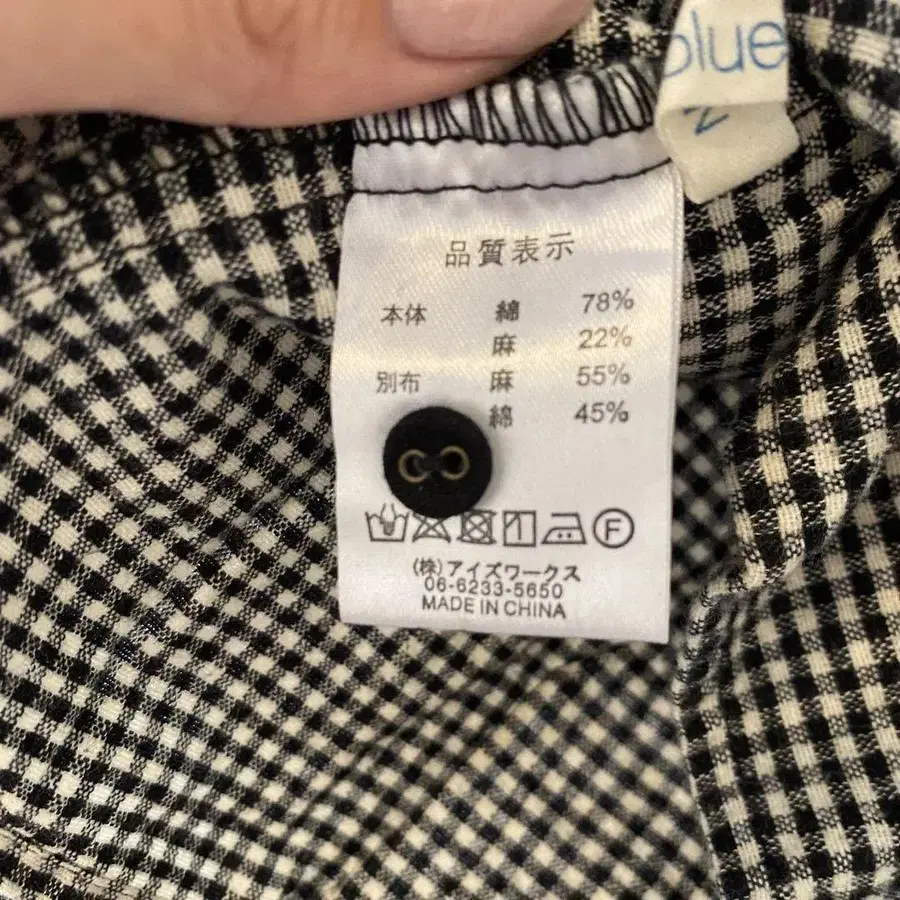 blue
品質表示
本体 綿 78%
麻 22%
別布 麻 55%
綿 45%
F
(株)アイズワークス
06-6233-5650
MADE IN CHINA